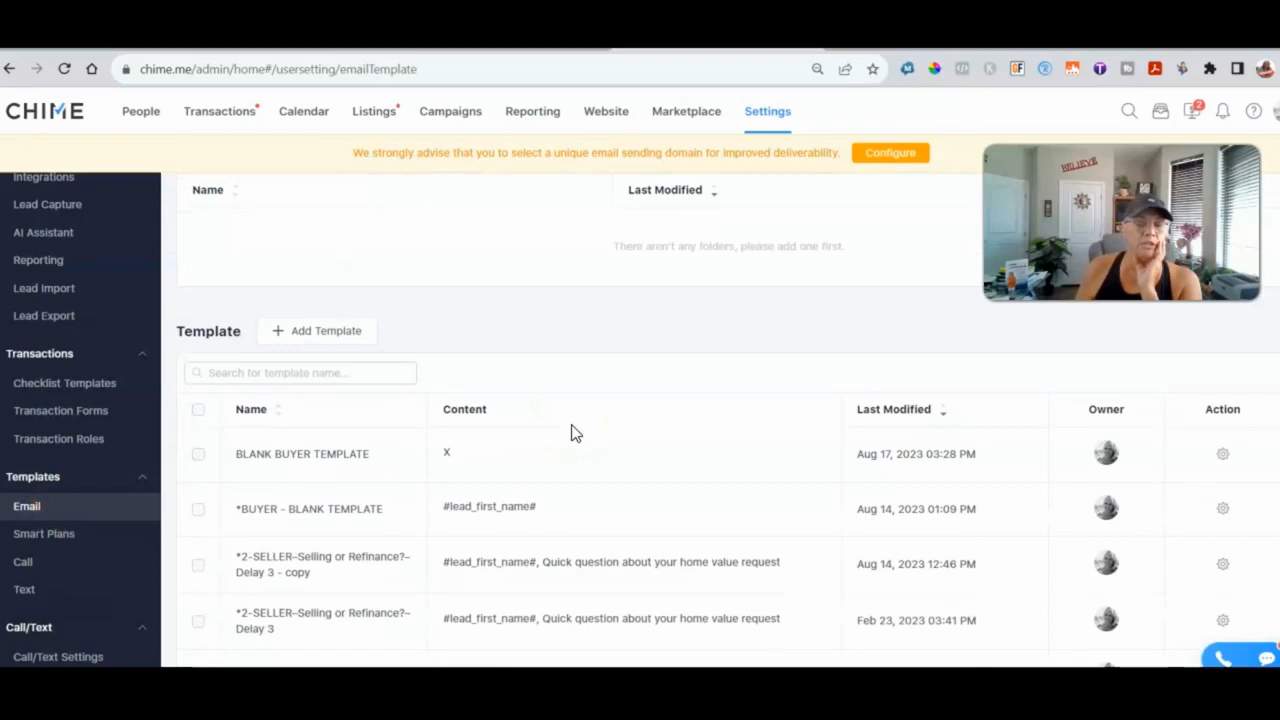 chime.me/admin/home#/usersetting/emailTemplate
CHIME
People
Transactions
Calendar
Listings
Campaigns
Reporting
Website
Marketplace
Settings
2
We strongly advise that you to select a unique email sending domain for improved deliverability.
Configure
BELIEVE
Integrations
Lead Capture
AI Assistant
Reporting
Lead Import
Lead Export
Transactions
Checklist Templates
Transaction Forms
Transaction Roles
Templates
Email
Smart Plans
Call
Text
Call/Text
Call/Text Settings
Name
Last Modified
There aren't any folders, please add one first.
Template
+ Add Template
Search for template name...
Name
Content
Last Modified
Owner
Action
BLANK BUYER TEMPLATE
X
Aug 17, 2023 03:28 PM
*BUYER - BLANK TEMPLATE
#lead_first_name#
Aug 14, 2023 01:09 PM
*2-SELLER–Selling or Refinance?–
Delay 3 - copy
#lead_first_name#, Quick question about your home value request
Aug 14, 2023 12:46 PM
*2-SELLER–Selling or Refinance?–
Delay 3
#lead_first_name#, Quick question about your home value request
Feb 23, 2023 03:41 PM